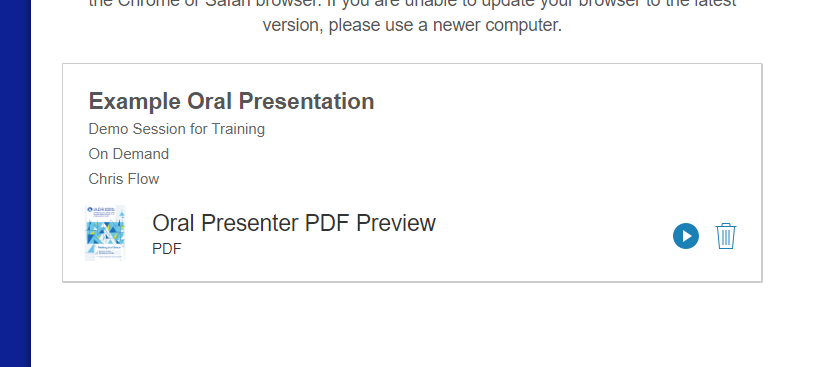 the Chrome or Safari browser. If you are unable to update your browser to the latest
version, please use a newer computer.
Example Oral Presentation
Demo Session for Training
On Demand
Chris Flow
Oral Presenter PDF Preview
PDF